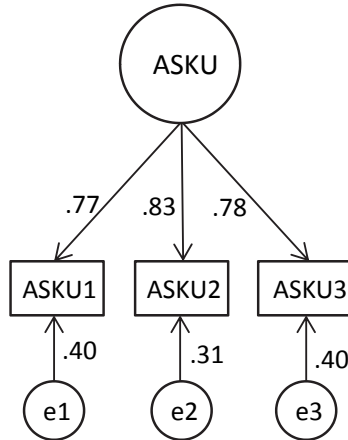 ASKU
.77
.83
.78
ASKU1
ASKU2
ASKU3
.40
.31
.40
e1
e2
e3